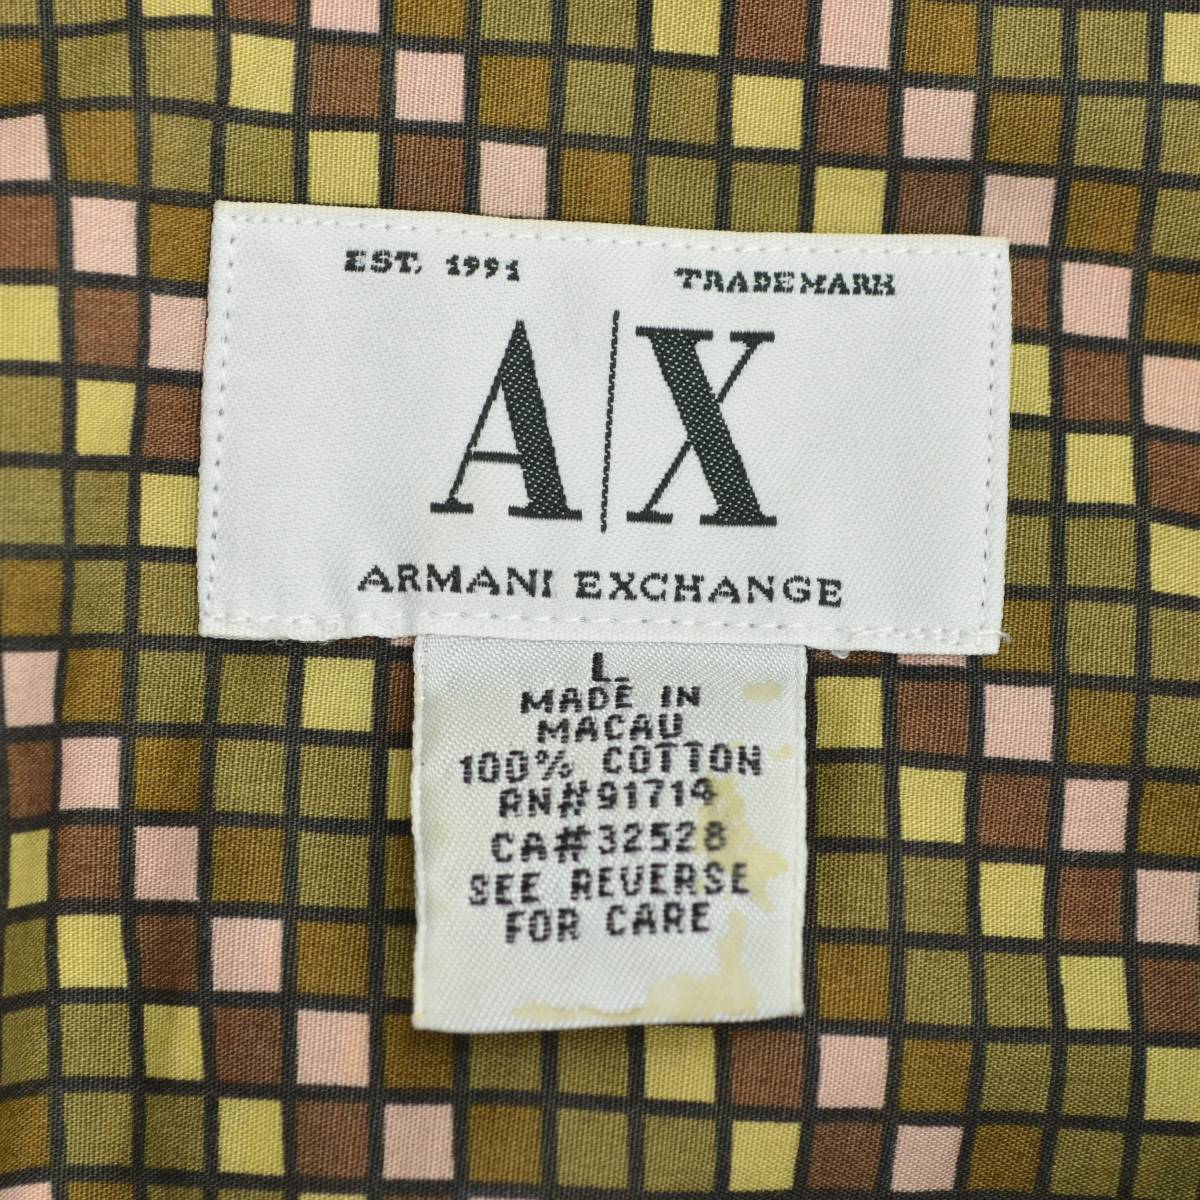 EST. 1991 TRADEMARK
A|X
ARMANI EXCHANGE
L.
MADE IN
MACAU
100% COTTON
RN#91714
CA#32528
SEE REVERSE
FOR CARE